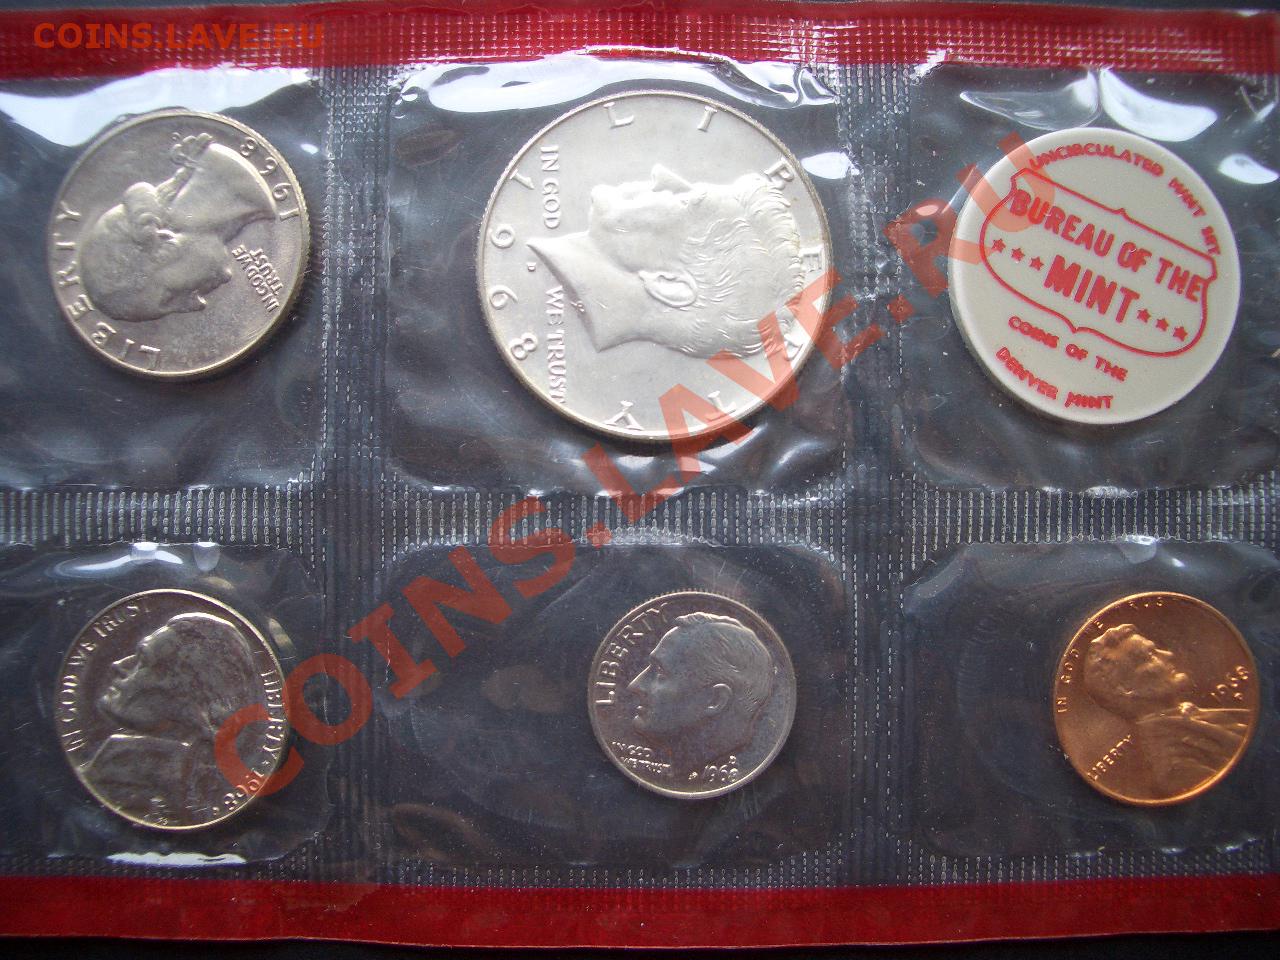 COINS.LAVE.RU
LIBERTY
IN GOD WE
TRUST
1968
D
LIBERTY
IN GOD
WE TRUST
D
1968
UNCIRCULATED MINT SET
BUREAU OF THE
MINT
COINS OF THE
DENVER MINT
COINS.LAVE.RU
IN GOD WE TRUST
LIBERTY
1968
LIBERTY
IN GOD
WE TRUST
D
1968
IN GOD WE TRUS
LIBERTY
1968
D